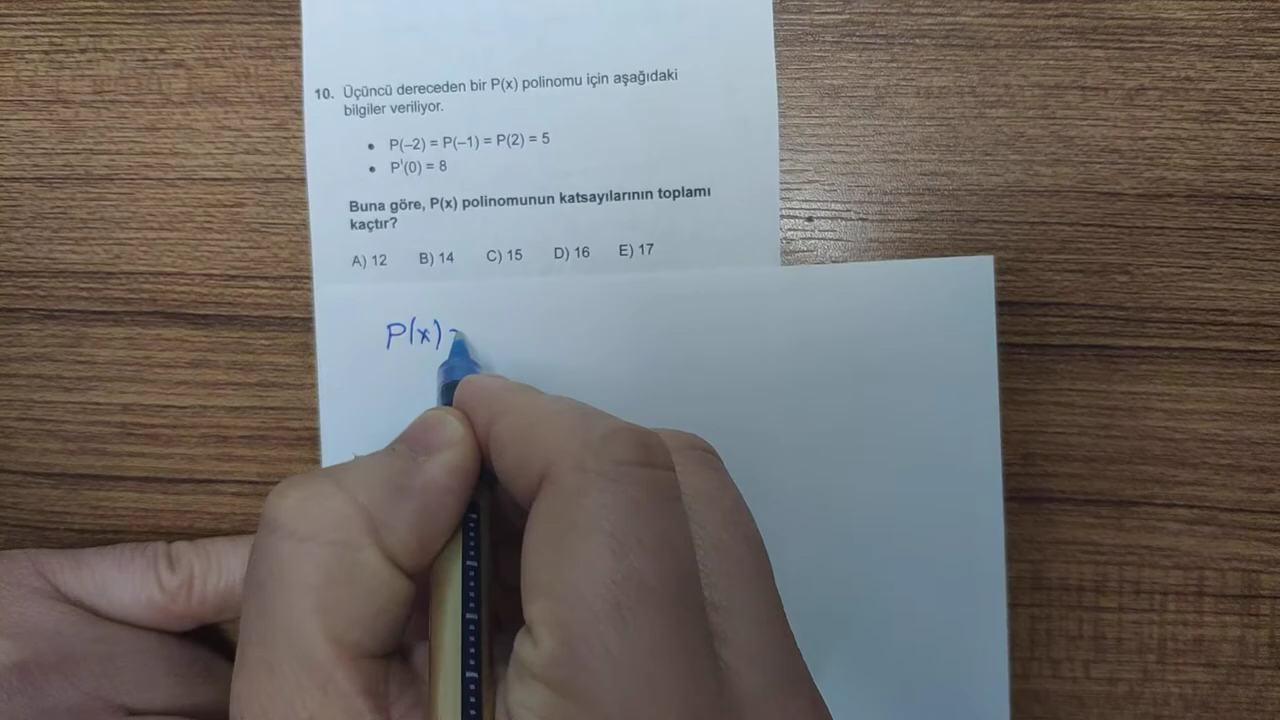 10. Üçüncü dereceden bir P(x) polinomu için aşağıdaki
bilgiler veriliyor.
• P(–2) = P(–1) = P(2) = 5
• P'(0) = 8
Buna göre, P(x) polinomunun katsayılarının toplamı
kaçtır?
A) 12 B) 14 C) 15 D) 16 E) 17
P(x) =